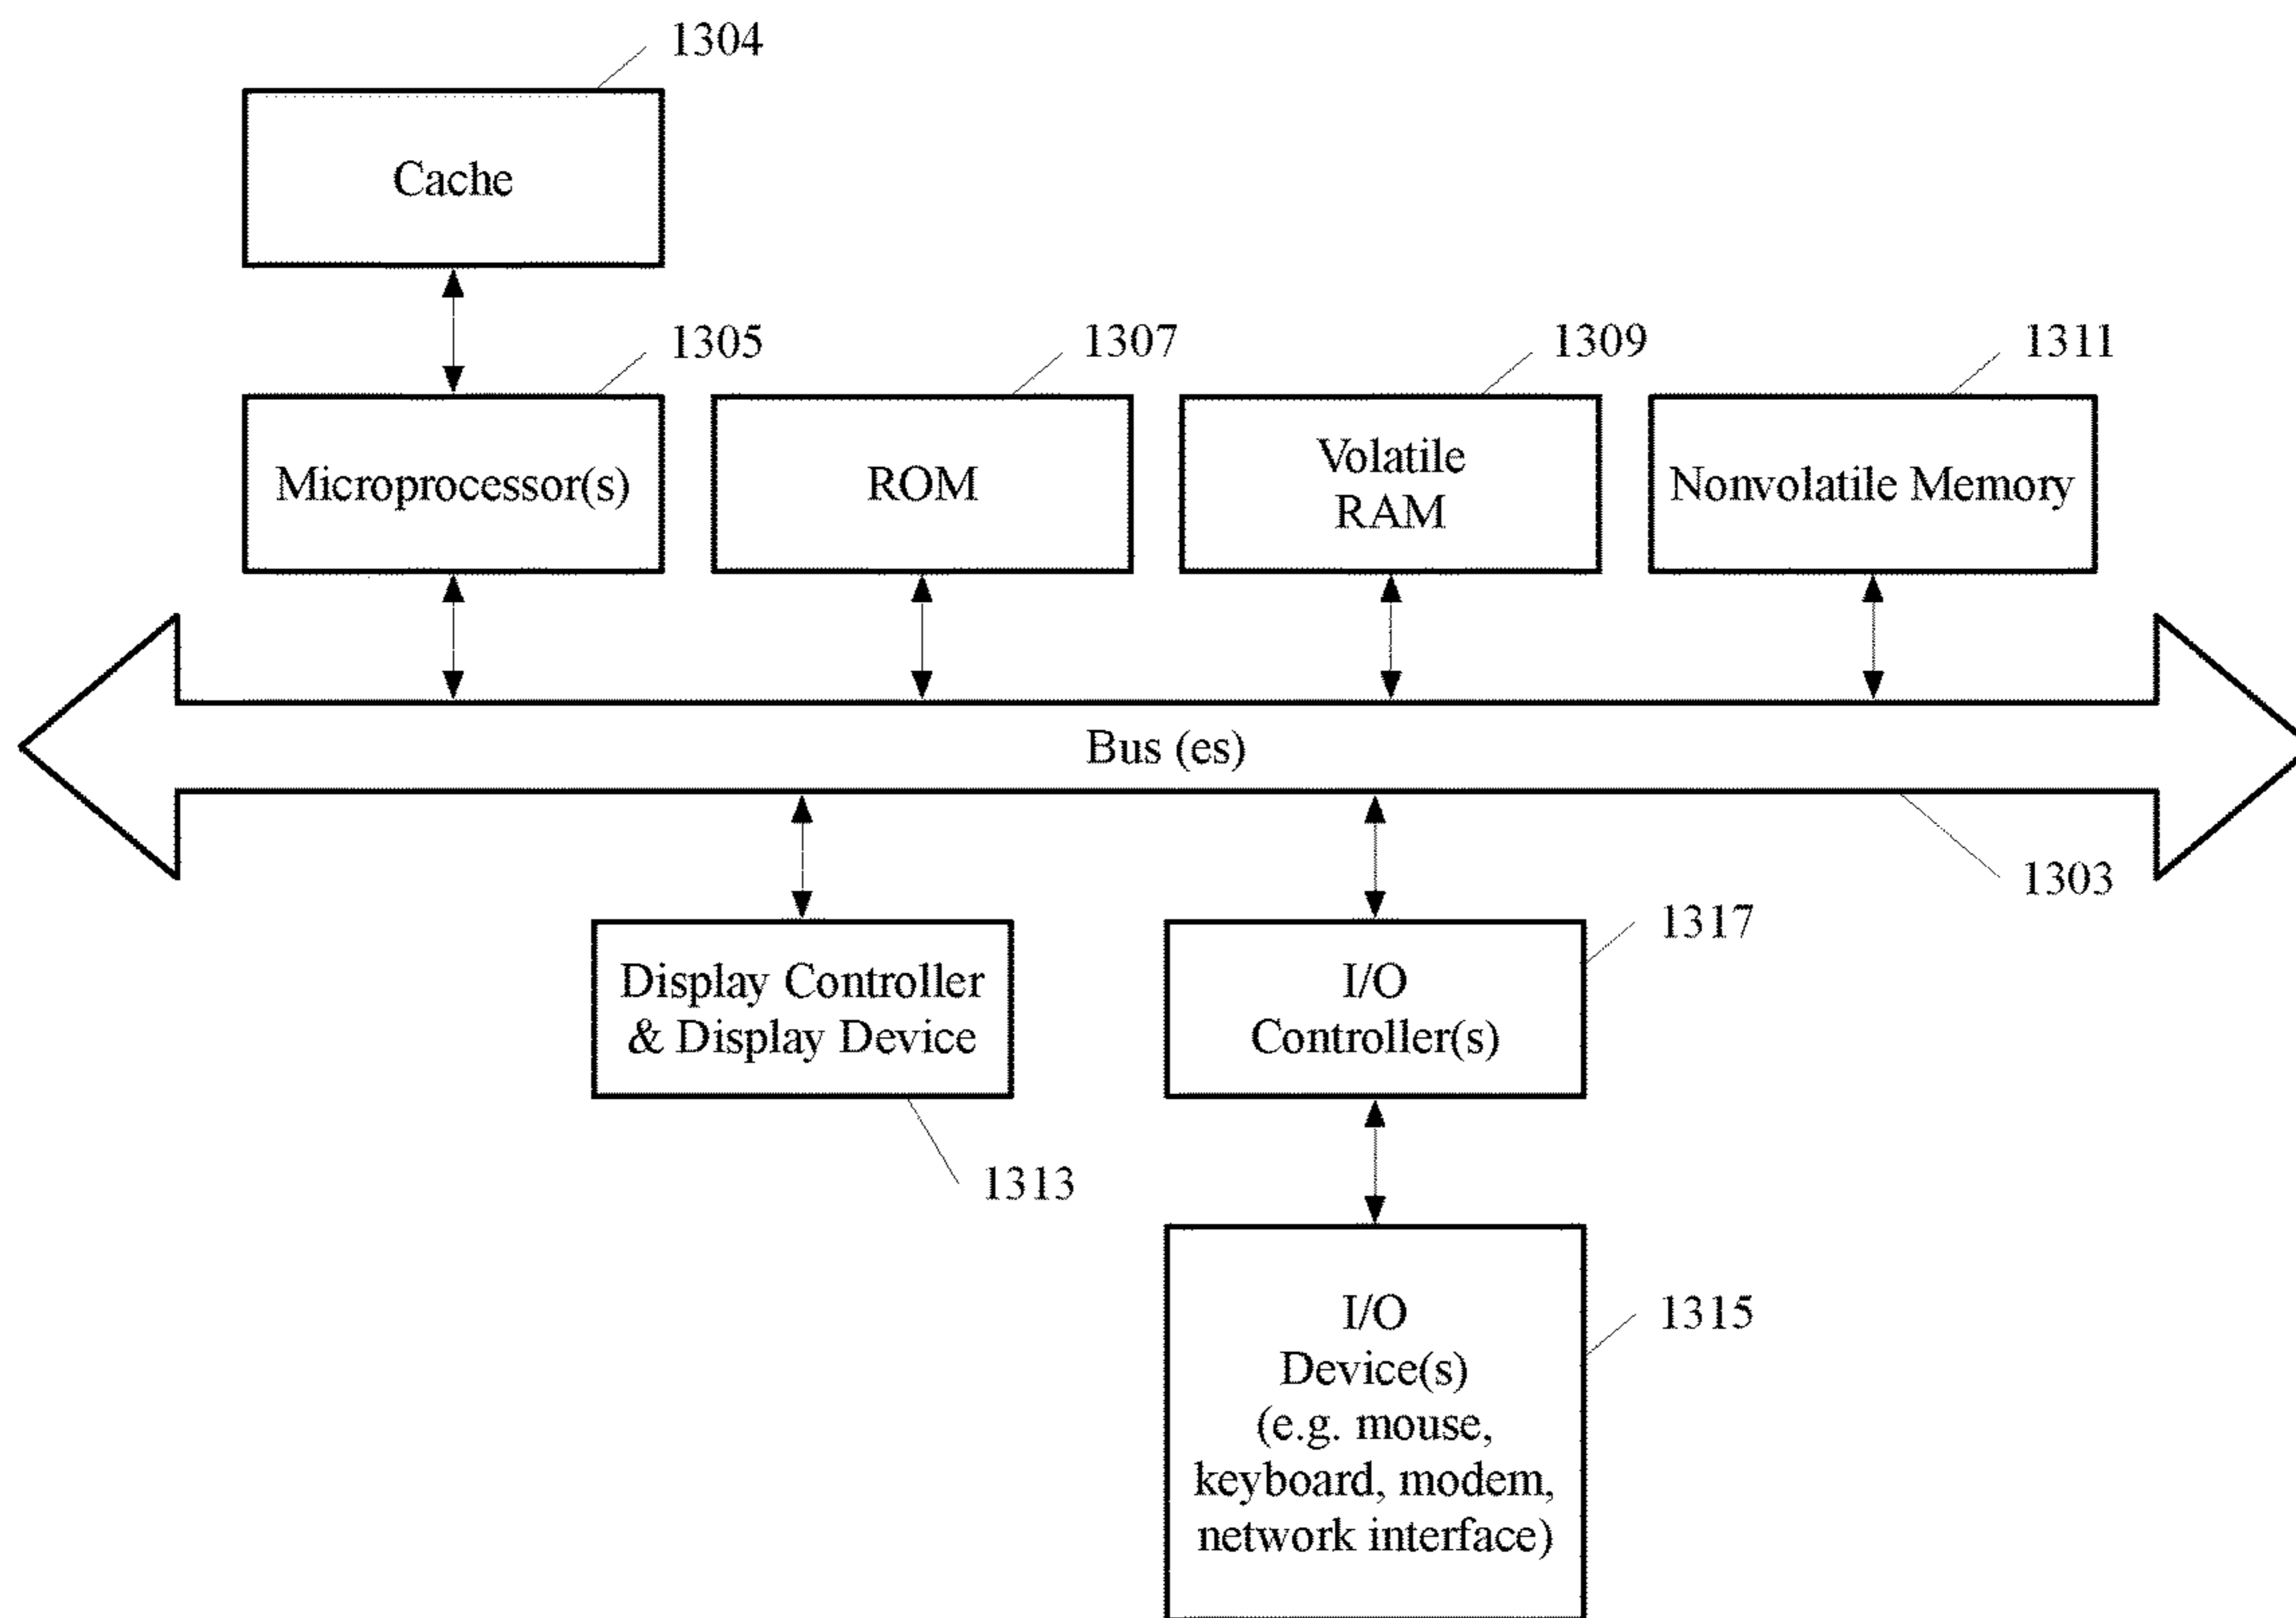 1304
Cache
1305
1307
1309
1311
Microprocessor(s)
ROM
Volatile
RAM
Nonvolatile Memory
Bus (es)
1303
1317
Display Controller
& Display Device
I/O
Controller(s)
1313
1315
I/O
Device(s)
(e.g. mouse,
keyboard, modem,
network interface)